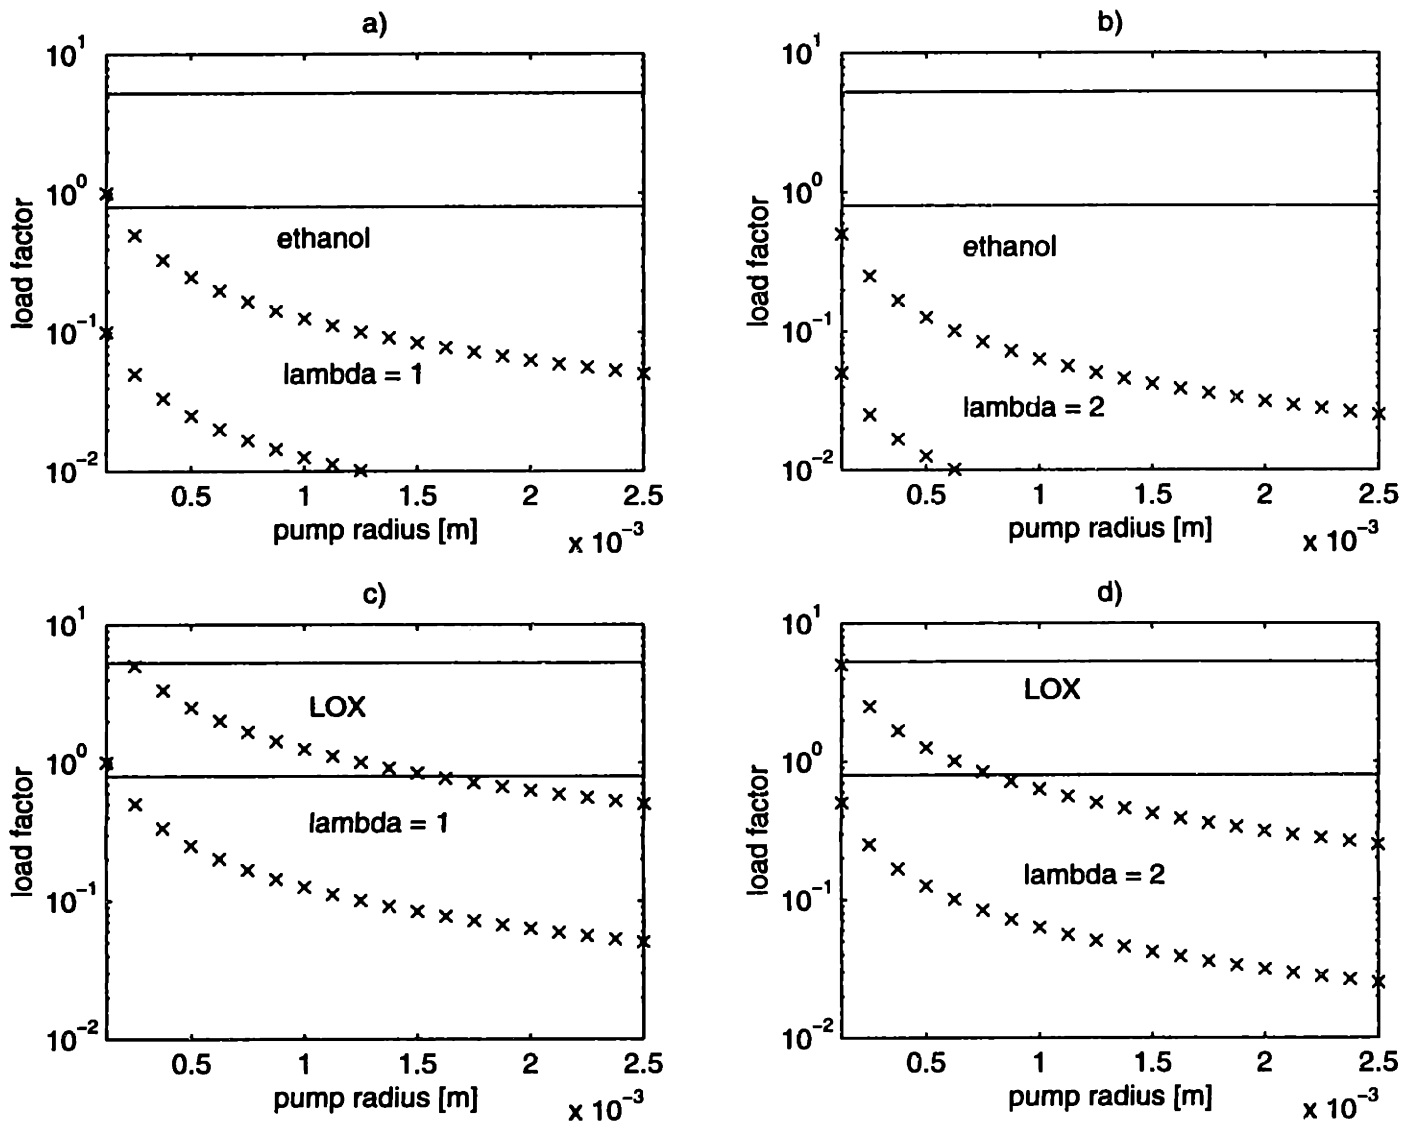 a)
10^1
10^0
10^-1
10^-2
load factor
ethanol
lambda = 1
0.5 1 1.5 2 2.5
pump radius [m]
x 10^-3
b)
10^1
10^0
10^-1
10^-2
load factor
ethanol
lambda = 2
0.5 1 1.5 2 2.5
pump radius [m]
x 10^-3
c)
10^1
10^0
10^-1
10^-2
load factor
LOX
lambda = 1
0.5 1 1.5 2 2.5
pump radius [m]
x 10^-3
d)
10^1
10^0
10^-1
10^-2
load factor
LOX
lambda = 2
0.5 1 1.5 2 2.5
pump radius [m]
x 10^-3